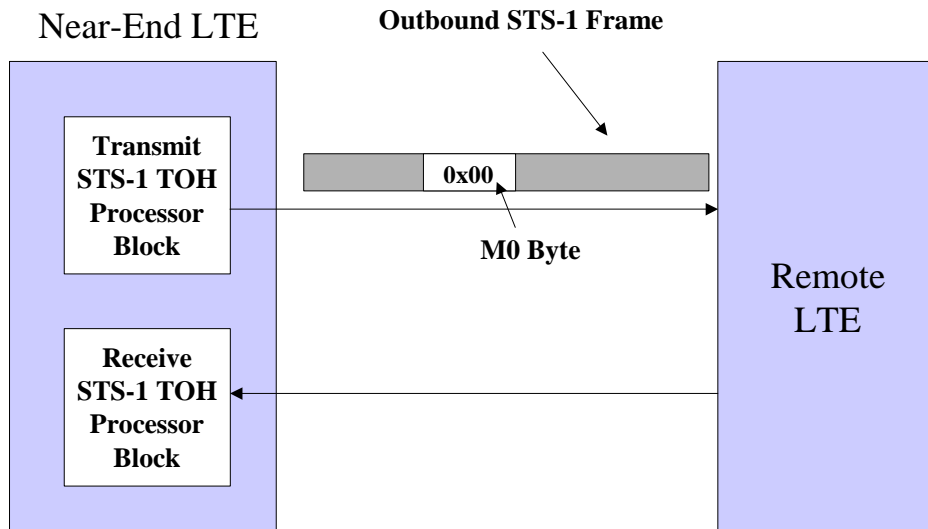 Near-End LTE
Outbound STS-1 Frame
Transmit
STS-1 TOH
Processor
Block
0x00
M0 Byte
Remote
LTE
Receive
STS-1 TOH
Processor
Block